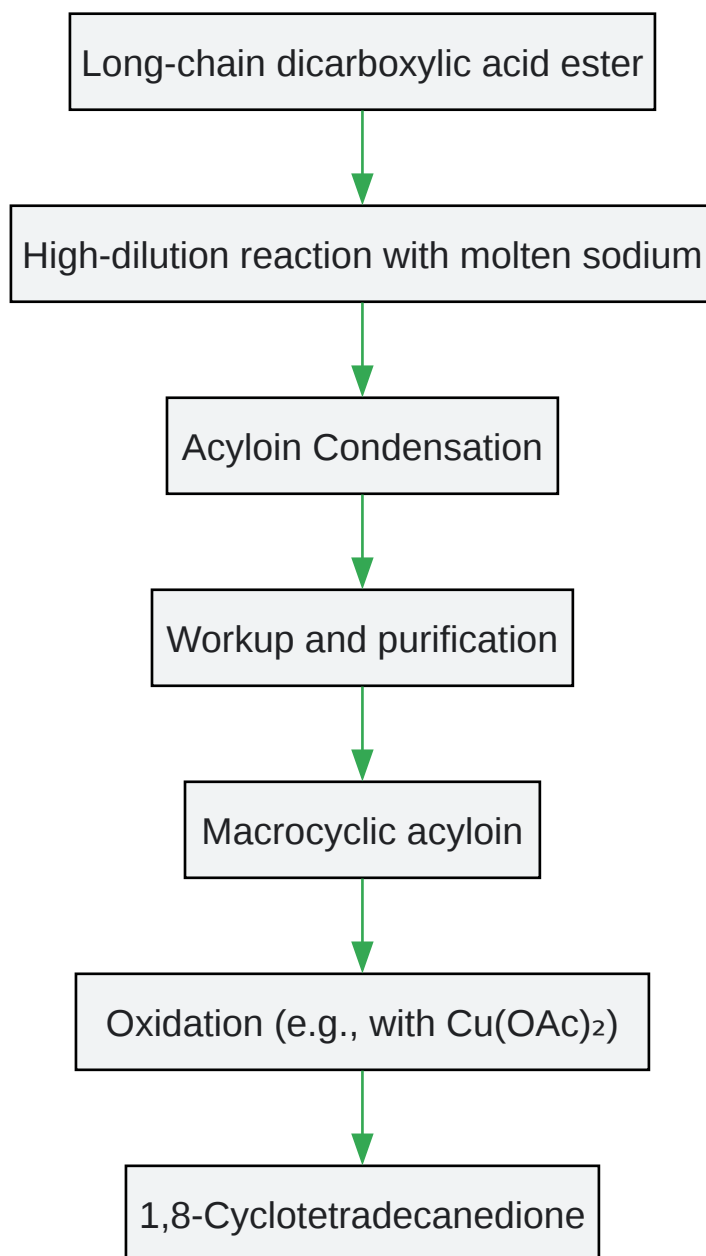 Long-chain dicarboxylic acid ester
High-dilution reaction with molten sodium
Acyloin Condensation
Workup and purification
Macrocyclic acyloin
Oxidation (e.g., with Cu(OAc)₂)
1,8-Cyclotetradecanedione